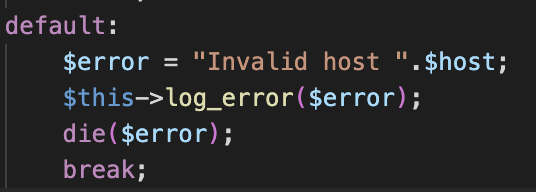 default:
    $error = "Invalid host ".$host;
    $this->log_error($error);
    die($error);
    break;